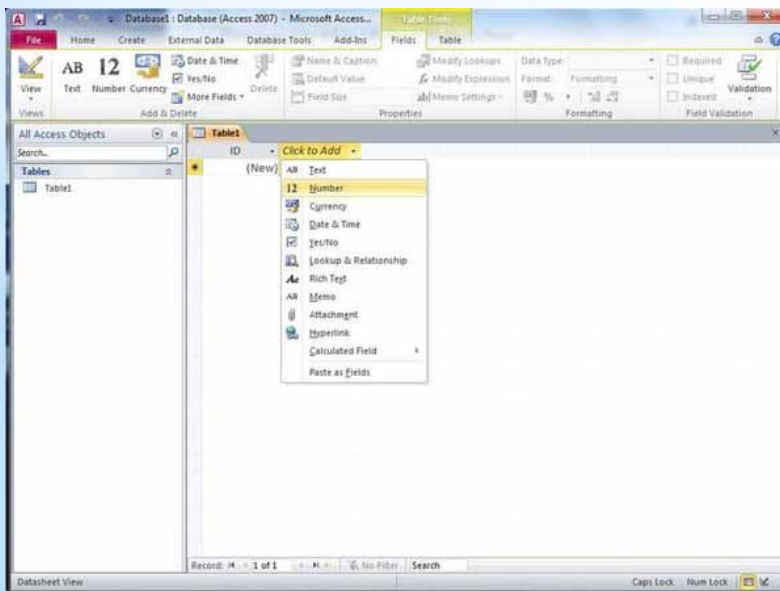 Database1 : Database (Access 2007) - Microsoft Access...
Table Tools
File Home Create External Data Database Tools Add-Ins Fields Table
View
AB
Text
12
Number
Currency
Date & Time
Yes/No
More Fields
Delete
Name & Caption
Default Value
Field Size
Modify Lookups
Modify Expression
ab| Memo Settings
Data Type:
Format: Formatting
%
Required
Unique
Indexed
Validation
Views Add & Delete Properties Formatting Field Validation
All Access Objects
Search..
Tables
Table1
Table1
ID Click to Add
(New)
AB Text
12 Number
Currency
Date & Time
Yes/No
Lookup & Relationship
Aa Rich Text
AB Memo
Attachment
Hyperlink
Calculated Field
Paste as Fields
Record: 1 of 1 No Filter Search
Datasheet View Caps Lock Num Lock